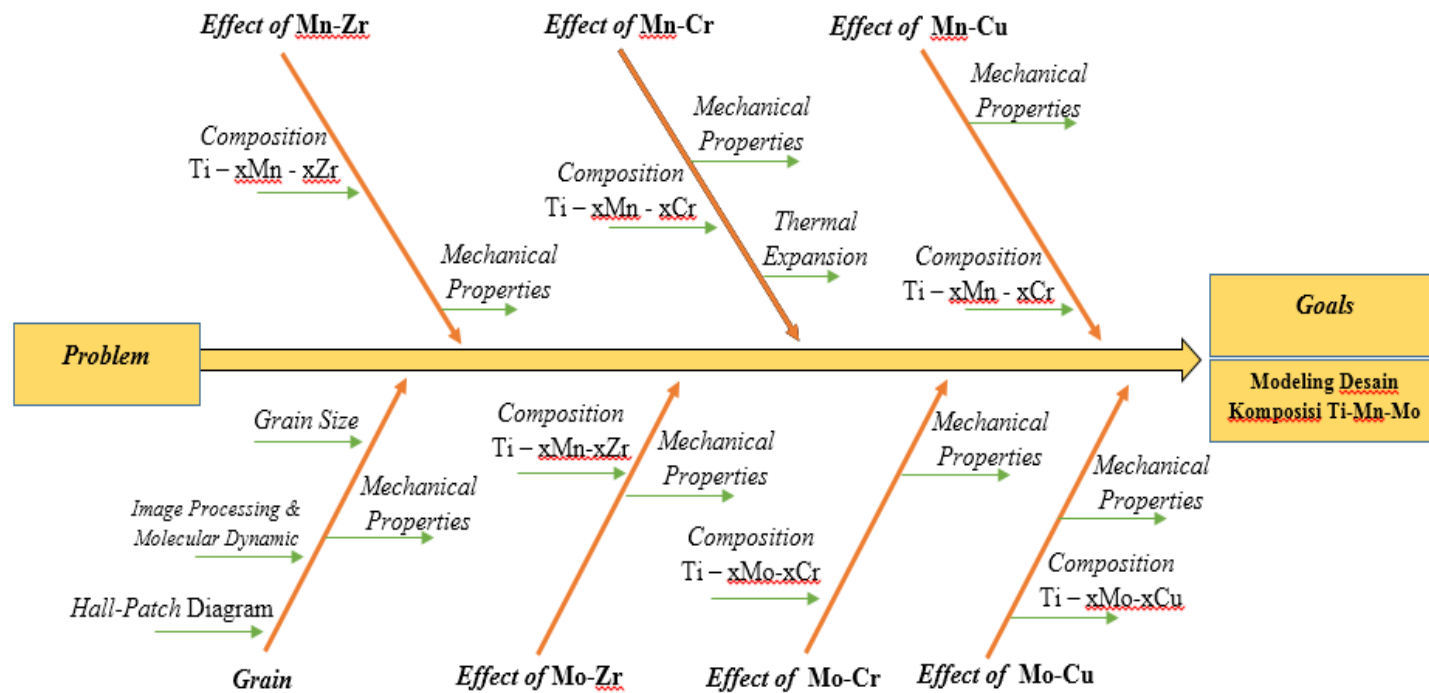 Effect of Mn-Zr
Composition
Ti – xMn - xZr
Mechanical
Properties
Effect of Mn-Cr
Mechanical
Properties
Composition
Ti – xMn - xCr
Thermal
Expansion
Effect of Mn-Cu
Mechanical
Properties
Composition
Ti – xMn - xCr
Problem
Goals
Modeling Desain
Komposisi Ti-Mn-Mo
Grain Size
Mechanical
Properties
Image Processing &
Molecular Dynamic
Hall-Patch Diagram
Grain
Composition
Ti – xMn-xZr
Mechanical
Properties
Effect of Mo-Zr
Mechanical
Properties
Composition
Ti – xMo-xCr
Effect of Mo-Cr
Mechanical
Properties
Composition
Ti – xMo-xCu
Effect of Mo-Cu